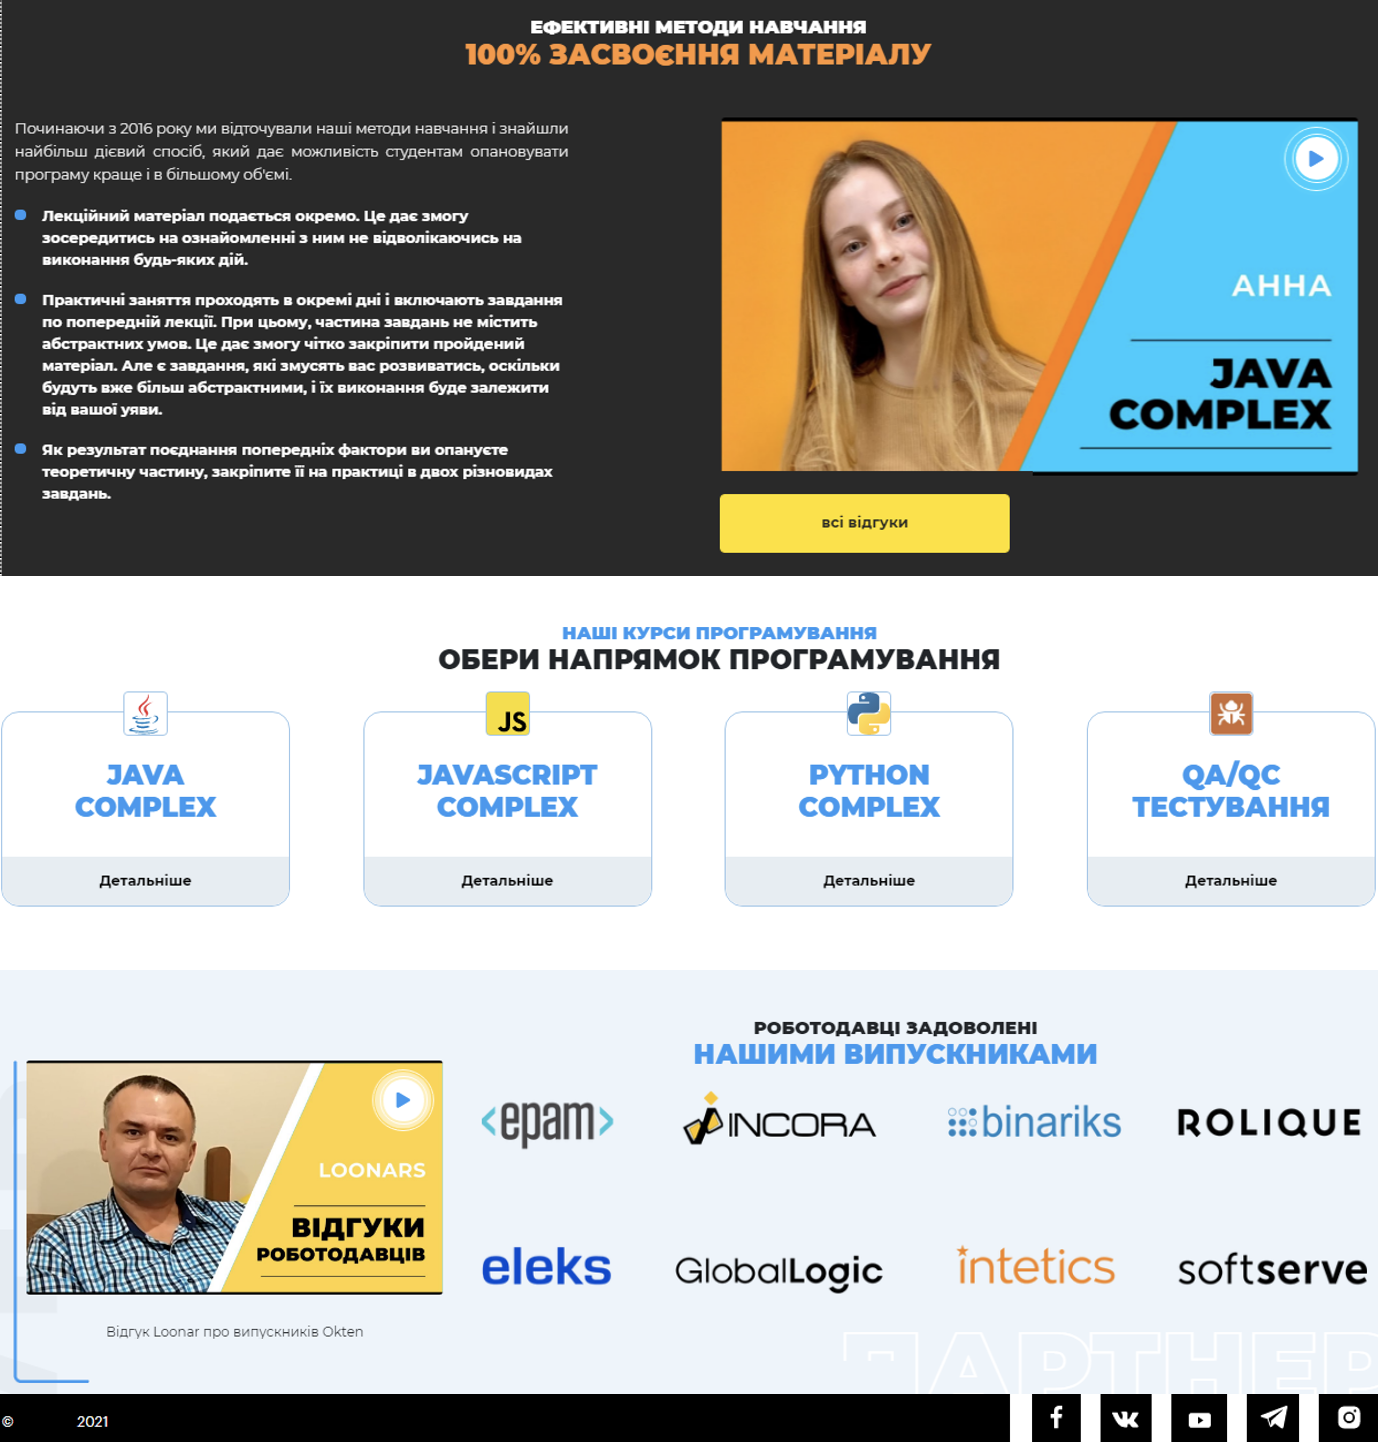 ЕФЕКТИВНІ МЕТОДИ НАВЧАННЯ
100% ЗАСВОЄННЯ МАТЕРІАЛУ
Починаючи з 2016 року ми відточували наші методи навчання і знайшли
найбільш дієвий спосіб, який дає можливість студентам опановувати
програму краще і в більшому об'ємі.
Лекційний матеріал подається окремо. Це дає змогу
зосередитись на ознайомленні з ним не відволікаючись на
виконання будь-яких дій.
Практичні заняття проходять в окремі дні і включають завдання
по попередній лекції. При цьому, частина завдань не містить
абстрактних умов. Це дає змогу чітко закріпити пройдений
матеріал. Але є завдання, які змусять вас розвиватись, оскільки
будуть вже більш абстрактними, і їх виконання буде залежити
від вашої уяви.
Як результат поєднання попередніх фактори ви опануєте
теоретичну частину, закріпите її на практиці в двох різновидах
завдань.
АННА
JAVA
COMPLEX
всі відгуки
НАШІ КУРСИ ПРОГРАМУВАННЯ
ОБЕРИ НАПРЯМОК ПРОГРАМУВАННЯ
JAVA
COMPLEX
Детальніше
JS
JAVASCRIPT
COMPLEX
Детальніше
PYTHON
COMPLEX
Детальніше
QA/QC
ТЕСТУВАННЯ
Детальніше
РОБОТОДАВЦІ ЗАДОВОЛЕНІ
НАШИМИ ВИПУСКНИКАМИ
LOONARS
ВІДГУКИ
РОБОТОДАВЦІВ
Відгук Loonar про випускників Okten
<epam>
INCORA
binariks
ROLIQUE
eleks
GlobalLogic
intetics
softserve
ПАРТНЕР
© 2021